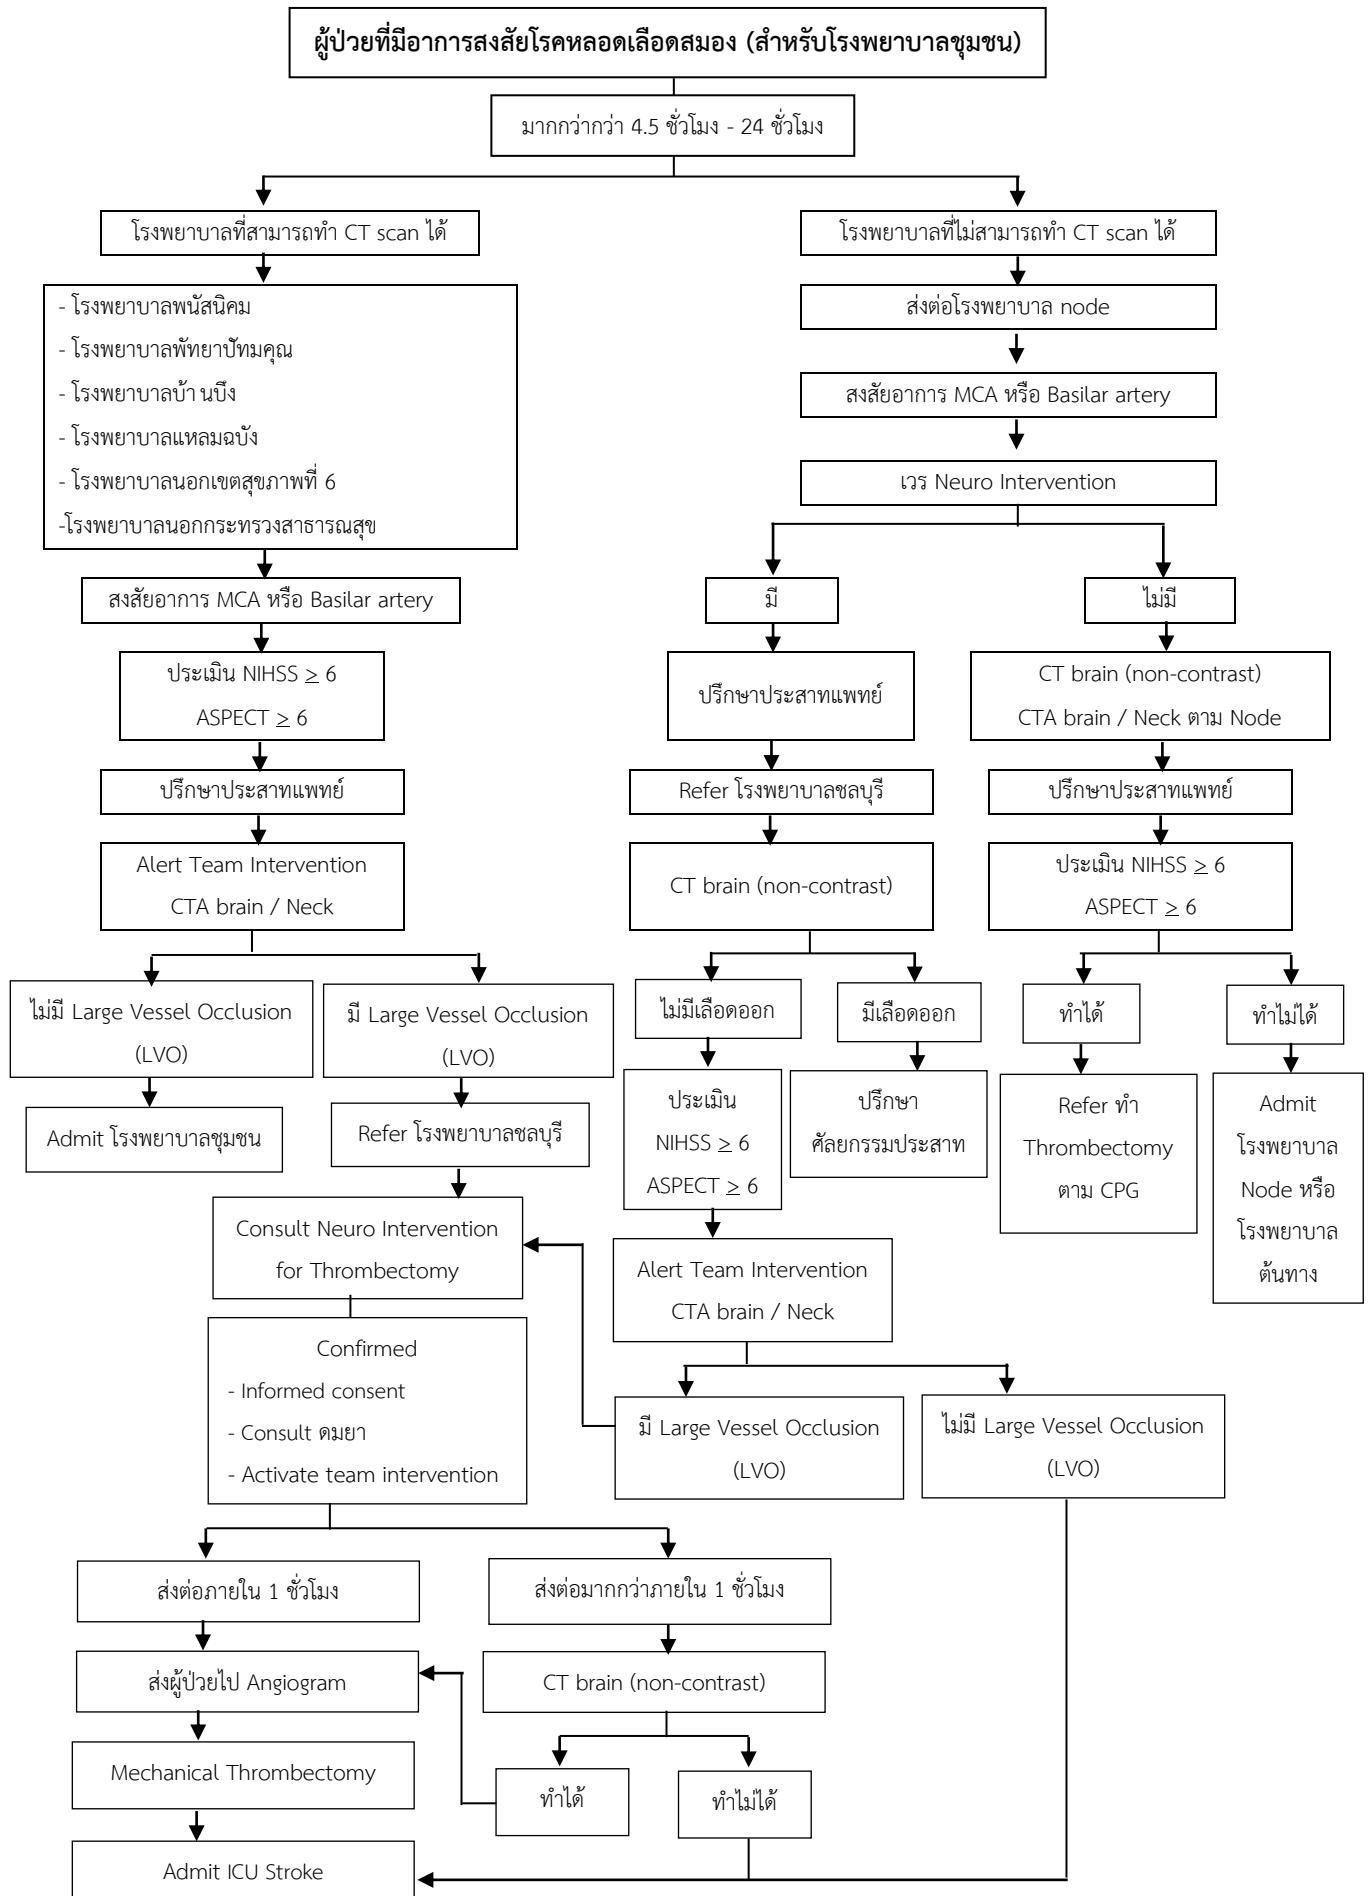 ผู้ป่วยที่มีอาการสงสัยโรคหลอดเลือดสมอง (สำหรับโรงพยาบาลชุมชน)
มากกว่ากว่า 4.5 ชั่วโมง - 24 ชั่วโมง
โรงพยาบาลที่สามารถทำ CT scan ได้
โรงพยาบาลที่ไม่สามารถทำ CT scan ได้
- โรงพยาบาลพนัสนิคม
- โรงพยาบาลพัทยาปัทมคุณ
- โรงพยาบาลบ้านบึง
- โรงพยาบาลแหลมฉบัง
- โรงพยาบาลนอกเขตสุขภาพที่ 6
-โรงพยาบาลนอกกระทรวงสาธารณสุข
ส่งต่อโรงพยาบาล node
สงสัยอาการ MCA หรือ Basilar artery
เวร Neuro Intervention
สงสัยอาการ MCA หรือ Basilar artery
มี
ไม่มี
ประเมิน NIHSS ≥ 6
ASPECT ≥ 6
ปรึกษาประสาทแพทย์
CT brain (non-contrast)
CTA brain / Neck ตาม Node
ปรึกษาประสาทแพทย์
Refer โรงพยาบาลชลบุรี
ปรึกษาประสาทแพทย์
Alert Team Intervention
CTA brain / Neck
CT brain (non-contrast)
ประเมิน NIHSS ≥ 6
ASPECT ≥ 6
ไม่มี Large Vessel Occlusion
(LVO)
มี Large Vessel Occlusion
(LVO)
ไม่มีเลือดออก
มีเลือดออก
ทำได้
ทำไม่ได้
Admit โรงพยาบาลชุมชน
Refer โรงพยาบาลชลบุรี
ประเมิน
NIHSS ≥ 6
ASPECT ≥ 6
ปรึกษา
ศัลยกรรมประสาท
Refer ทำ
Thrombectomy
ตาม CPG
Admit
โรงพยาบาล
Node หรือ
โรงพยาบาล
ต้นทาง
Consult Neuro Intervention
for Thrombectomy
Alert Team Intervention
CTA brain / Neck
Confirmed
- Informed consent
- Consult ดมยา
- Activate team intervention
มี Large Vessel Occlusion
(LVO)
ไม่มี Large Vessel Occlusion
(LVO)
ส่งต่อภายใน 1 ชั่วโมง
ส่งต่อมากกว่าภายใน 1 ชั่วโมง
ส่งผู้ป่วยไป Angiogram
CT brain (non-contrast)
Mechanical Thrombectomy
ทำได้
ทำไม่ได้
Admit ICU Stroke